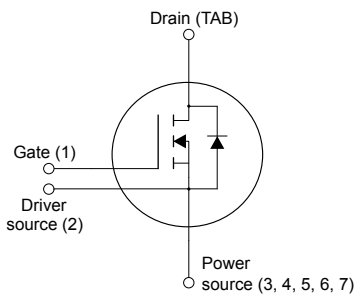 Drain (TAB)
Gate (1)
Driver
source (2)
Power
source (3, 4, 5, 6, 7)